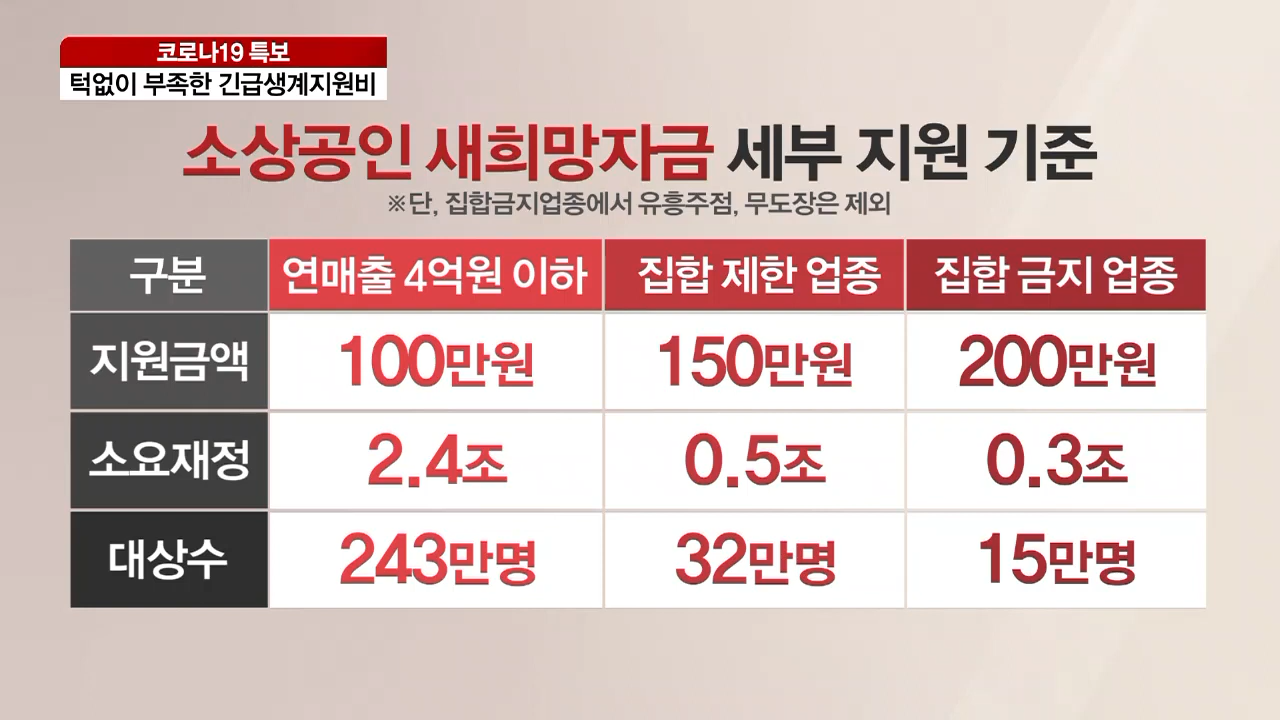 코로나19 특보
턱없이 부족한 긴급생계지원비
소상공인 새희망자금 세부 지원 기준
※단, 집합금지업종에서 유흥주점, 무도장은 제외
구분 연매출 4억원 이하 집합 제한 업종 집합 금지 업종
지원금액 100만원 150만원 200만원
소요재정 2.4조 0.5조 0.3조
대상수 243만명 32만명 15만명